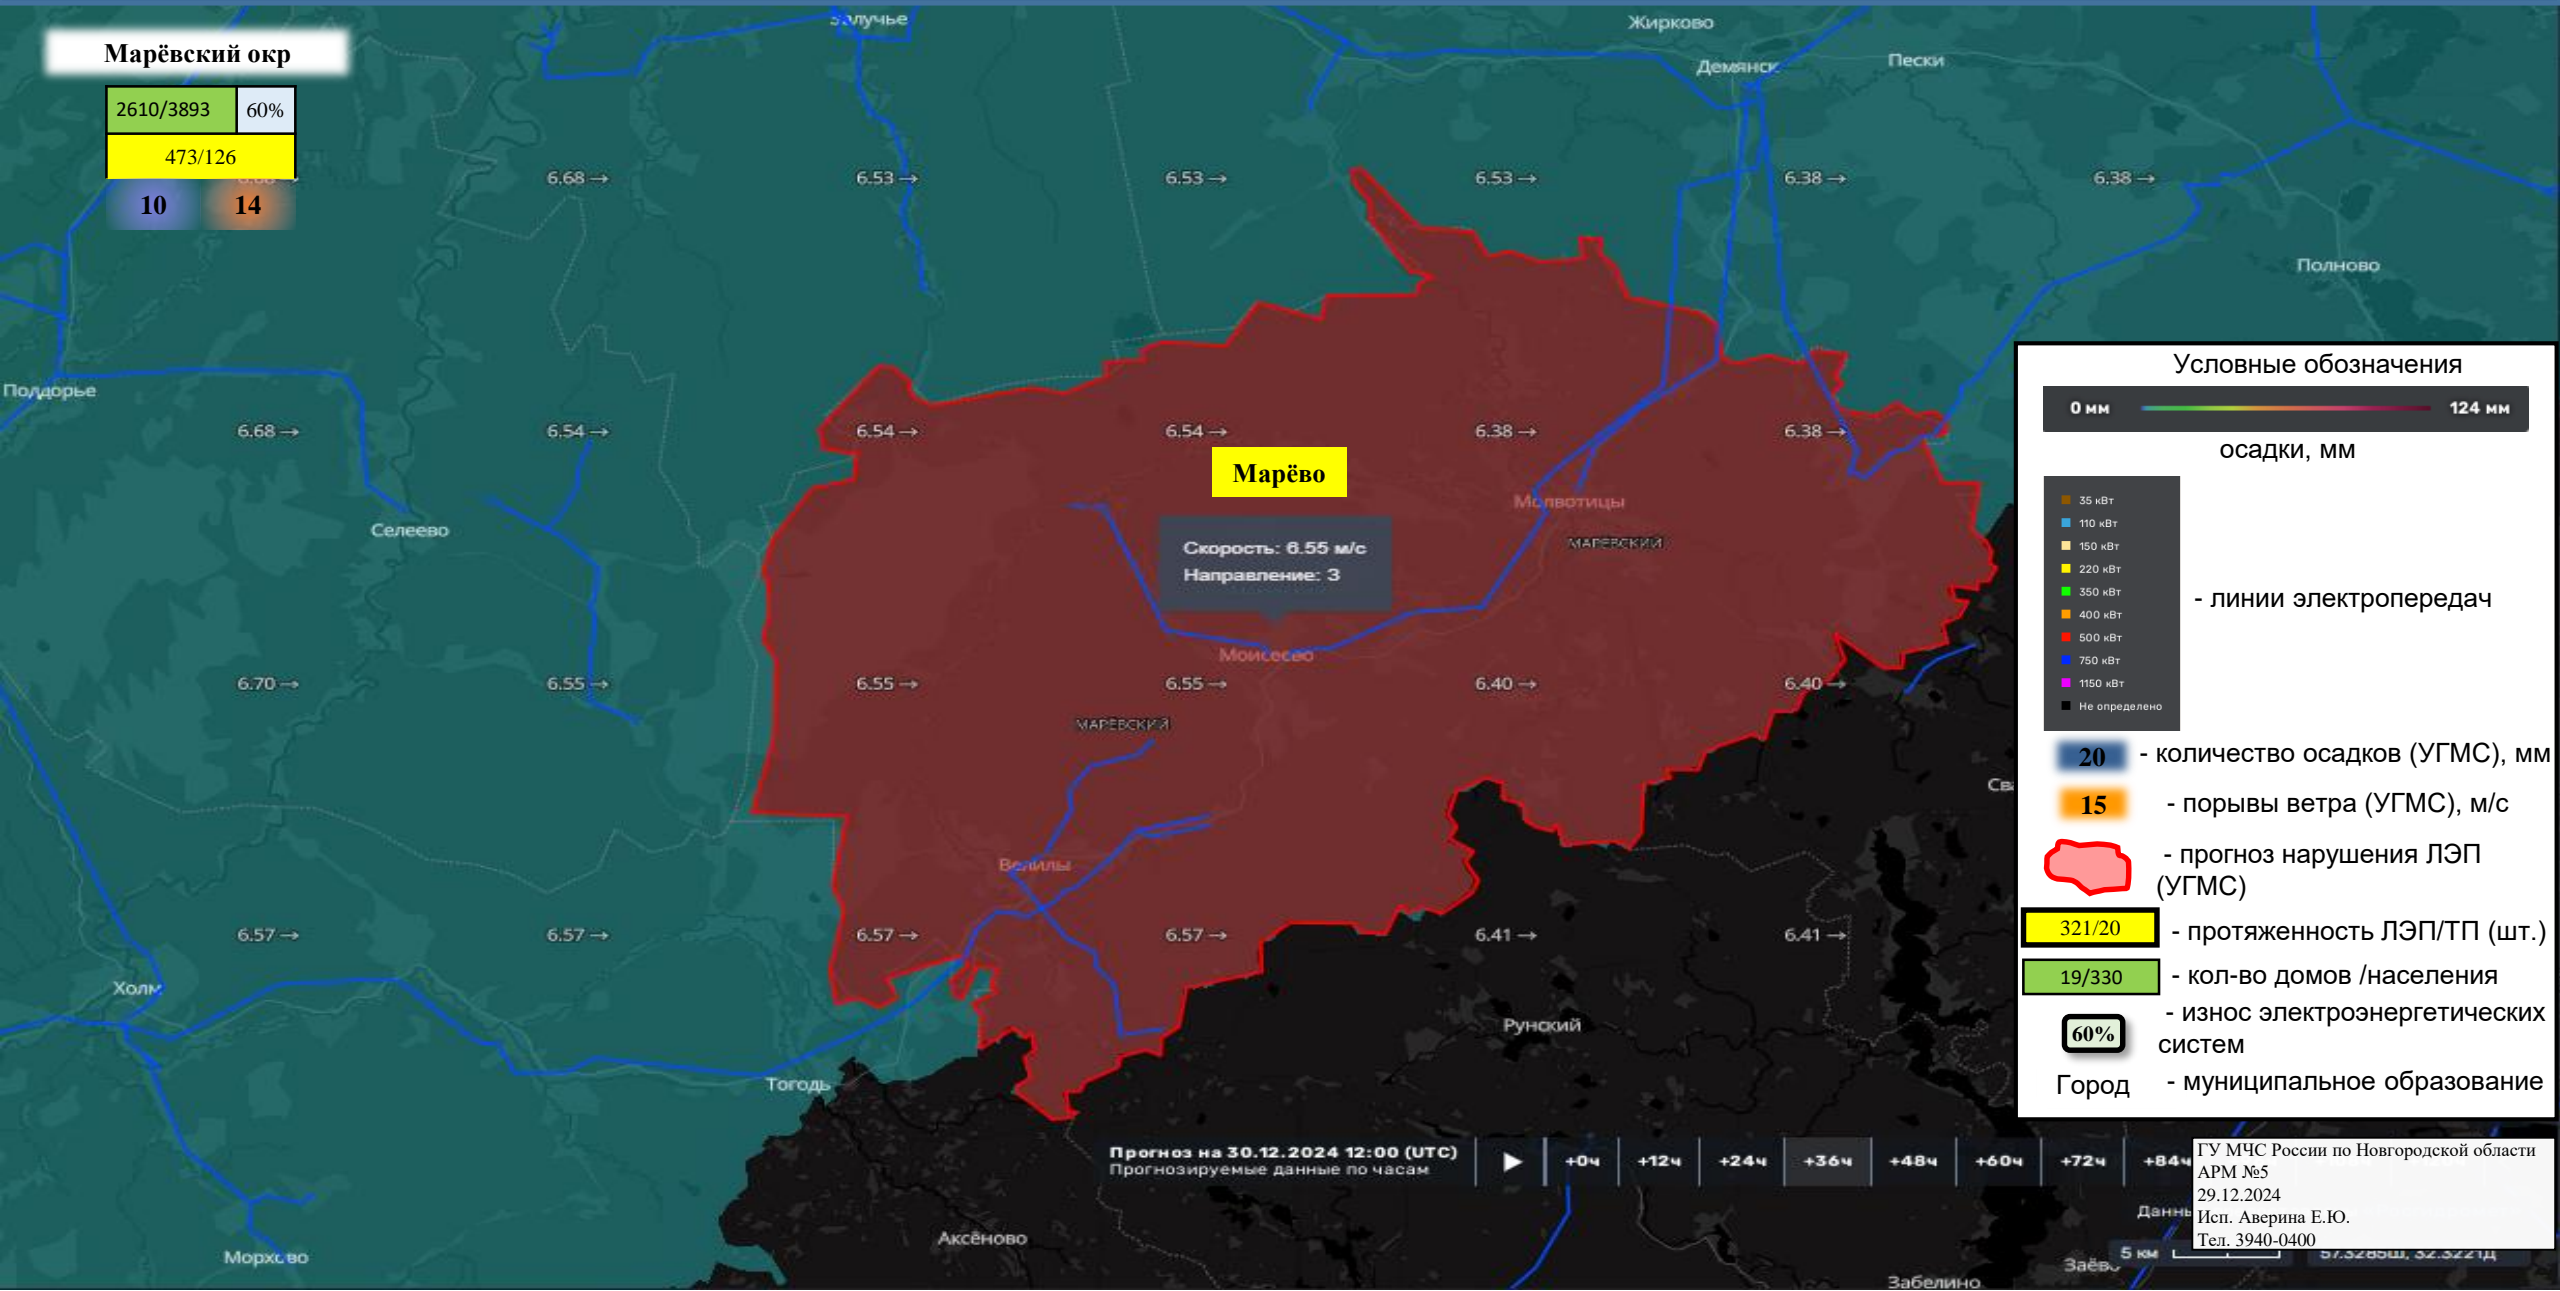 Марёвский окр
2610/3893 60%
473/126
10 14
Залучье
Жирково
Демянск
Пески
Полново
Поддорье
Селеево
Холм
Тогодь
Морхово
Аксёново
Рунский
Забелино
6.68 → 6.53 → 6.53 → 6.53 → 6.38 → 6.38 →
6.68 → 6.54 → 6.54 → 6.54 → 6.38 → 6.38 →
Марёво
Молвотицы
МАРЁВСКИЙ
Скорость: 6.55 м/с
Направление: З
Моисеево
6.70 → 6.55 → 6.55 → 6.55 → 6.40 → 6.40 →
МАРЁВСКИЙ
Велилы
6.57 → 6.57 → 6.57 → 6.57 → 6.41 → 6.41 →
Условные обозначения
0 мм 124 мм
осадки, мм
35 кВт
110 кВт
150 кВт
220 кВт
350 кВт
400 кВт
500 кВт
750 кВт
1150 кВт
Не определено
- линии электропередач
20 - количество осадков (УГМС), мм
15 - порывы ветра (УГМС), м/с
- прогноз нарушения ЛЭП
(УГМС)
321/20 - протяженность ЛЭП/ТП (шт.)
19/330 - кол-во домов /населения
- износ электроэнергетических
60% систем
Город - муниципальное образование
Прогноз на 30.12.2024 12:00 (UTC)
Прогнозируемые данные по часам
+0ч +12ч +24ч +36ч +48ч +60ч +72ч +84ч
ГУ МЧС России по Новгородской области
АРМ №5
29.12.2024
Исп. Аверина Е.Ю.
Тел. 3940-0400
5 км